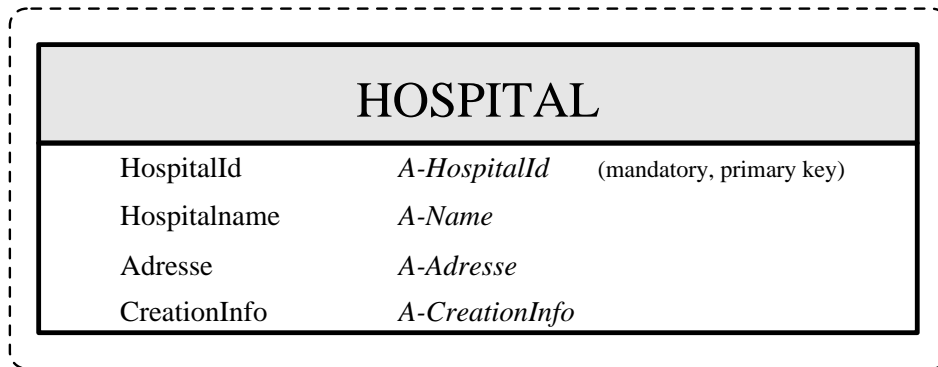 HOSPITAL
HospitalId A-HospitalId (mandatory, primary key)
Hospitalname A-Name
Adresse A-Adresse
CreationInfo A-CreationInfo